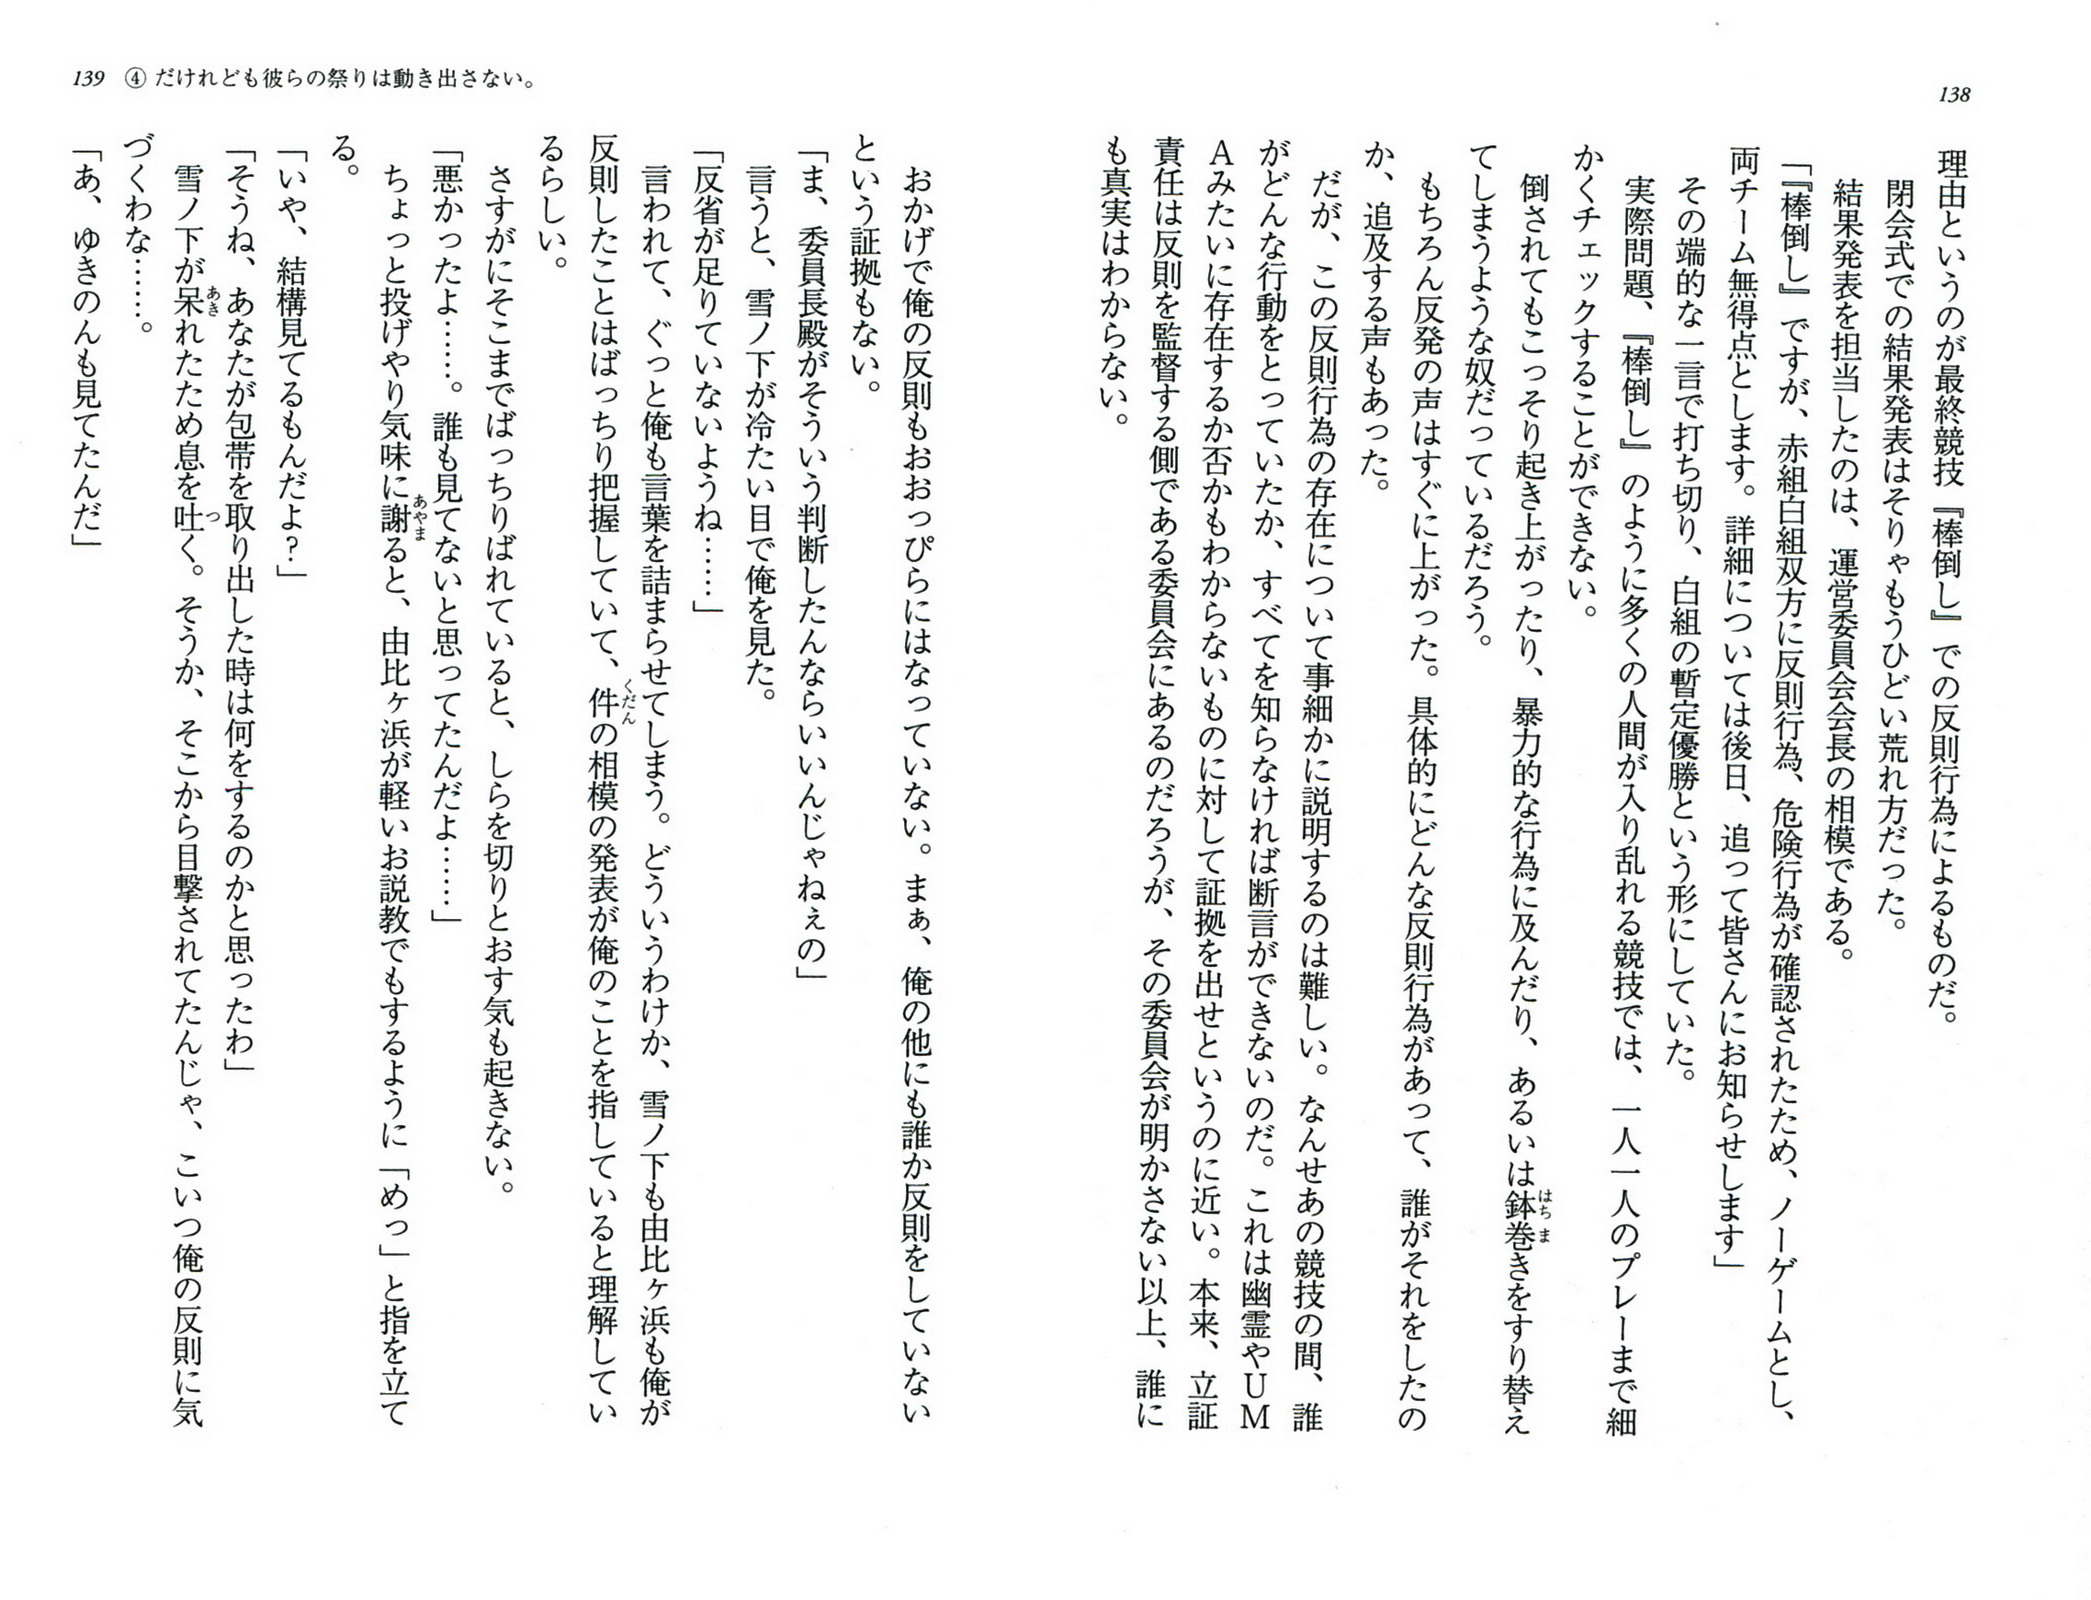 138
理由というのが最終競技『棒倒し』での反則行為によるものだ。
閉会式での結果発表はそりゃもうひどい荒れ方だった。
結果発表を担当したのは、運営委員会会長の相模である。
「『棒倒し』ですが、赤組白組双方に反則行為、危険行為が確認されたため、ノーゲームとし、
両チーム無得点とします。詳細については後日、追って皆さんにお知らせします」
その端的な一言で打ち切り、白組の暫定優勝という形にしていた。
実際問題、『棒倒し』のように多くの人間が入り乱れる競技では、一人一人のプレーまで細
かくチェックすることができない。
倒されてもこっそり起き上がったり、暴力的な行為に及んだり、あるいは鉢巻きをすり替え
てしまうような奴だっているだろう。
もちろん反発の声はすぐに上がった。具体的にどんな反則行為があって、誰がそれをしたの
か、追及する声もあった。
だが、この反則行為の存在について事細かに説明するのは難しい。なんせあの競技の間、誰
がどんな行動をとっていたか、すべてを知らなければ断言ができないのだ。これは幽霊やUM
Aみたいに存在するか否かもわからないものに対して証拠を出せというのに近い。本来、立証
責任は反則を監督する側である委員会にあるのだろうが、その委員会が明かさない以上、誰に
も真実はわからない。
139 ④ だけれども彼らの祭りは動き出さない。
おかげで俺の反則もおおっぴらにはなっていない。まぁ、俺の他にも誰か反則をしていない
という証拠もない。
「ま、委員長殿がそういう判断したんならいいんじゃねぇの」
言うと、雪ノ下が冷たい目で俺を見た。
「反省が足りていないようね……」
言われて、ぐっと俺も言葉を詰まらせてしまう。どういうわけか、雪ノ下も由比ヶ浜も俺が
反則したことはばっちり把握していて、件の相模の発表が俺のことを指していると理解してい
るらしい。
さすがにそこまでばっちりばれていると、しらを切りとおす気も起きない。
「悪かったよ……。誰も見てないと思ってたんだよ……」
ちょっと投げやり気味に謝ると、由比ヶ浜が軽いお説教でもするように「めっ」と指を立て
る。
「いや、結構見てるもんだよ？」
「そうね、あなたが包帯を取り出した時は何をするのかと思ったわ」
雪ノ下が呆れたため息を吐く。そうか、そこから目撃されてたんじゃ、こいつ俺の反則に気
づくわな……。
「あ、ゆきのんも見てたんだ」